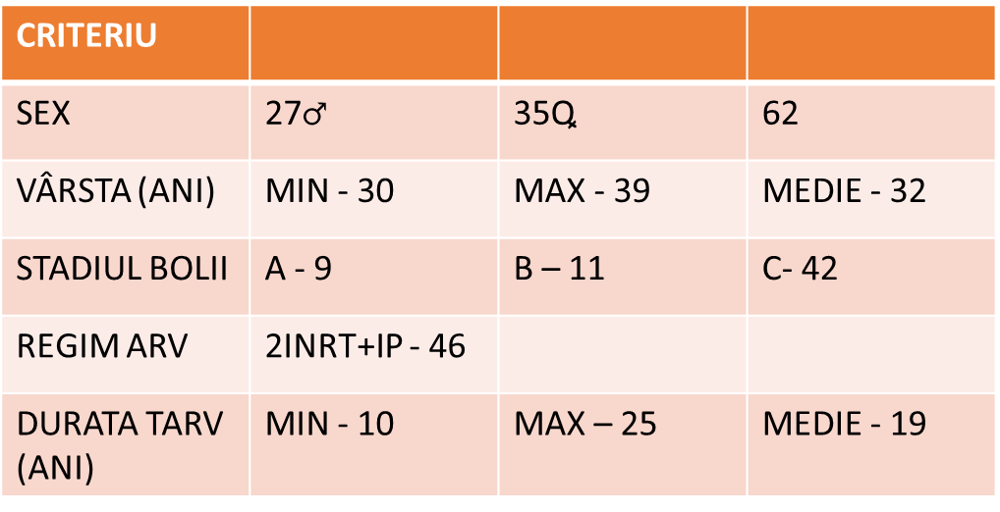 CRITERIU
SEX 27♂ 35♀ 62
VÂRSTA (ANI) MIN - 30 MAX - 39 MEDIE - 32
STADIUL BOLII A - 9 B – 11 C- 42
REGIM ARV 2INRT+IP - 46
DURATA TARV MIN - 10 MAX – 25 MEDIE - 19
(ANI)